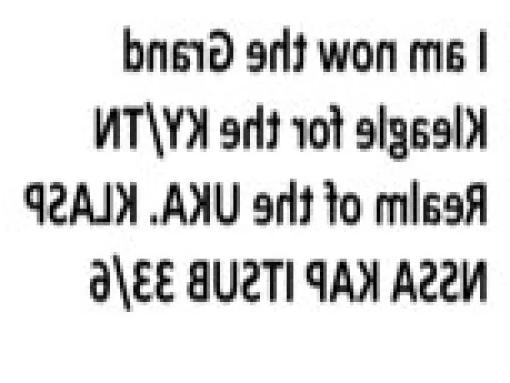 I am now the Grand
Kleagle for the KY/TN
Realm of the UKA. KLASP
NSSA KAP ITSUB 33/6